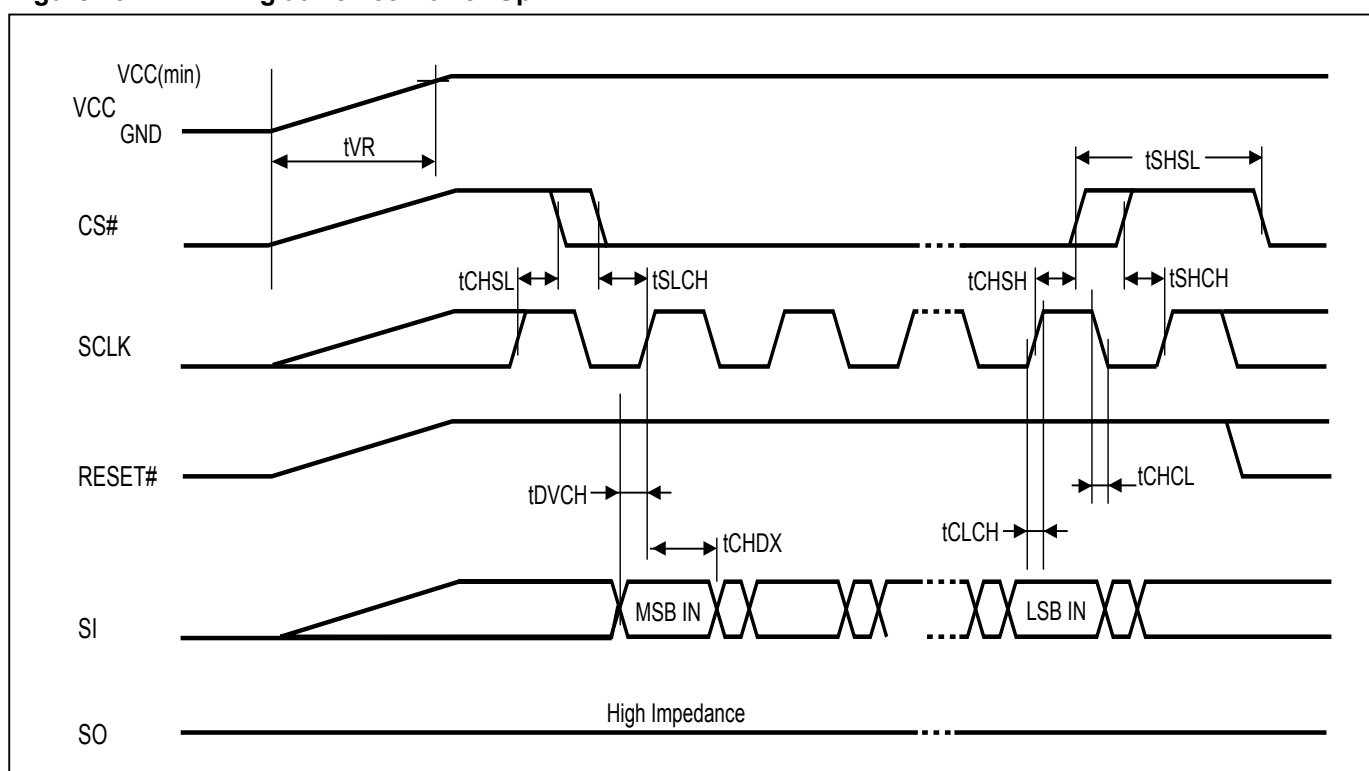 VCC(min)
VCC
GND
tVR
tSHSL
CS#
tCHSL
tSLCH
tCHSH
tSHCH
SCLK
RESET#
tDVCH
tCHCL
tCLCH
tCHDX
MSB IN
LSB IN
SI
High Impedance
SO